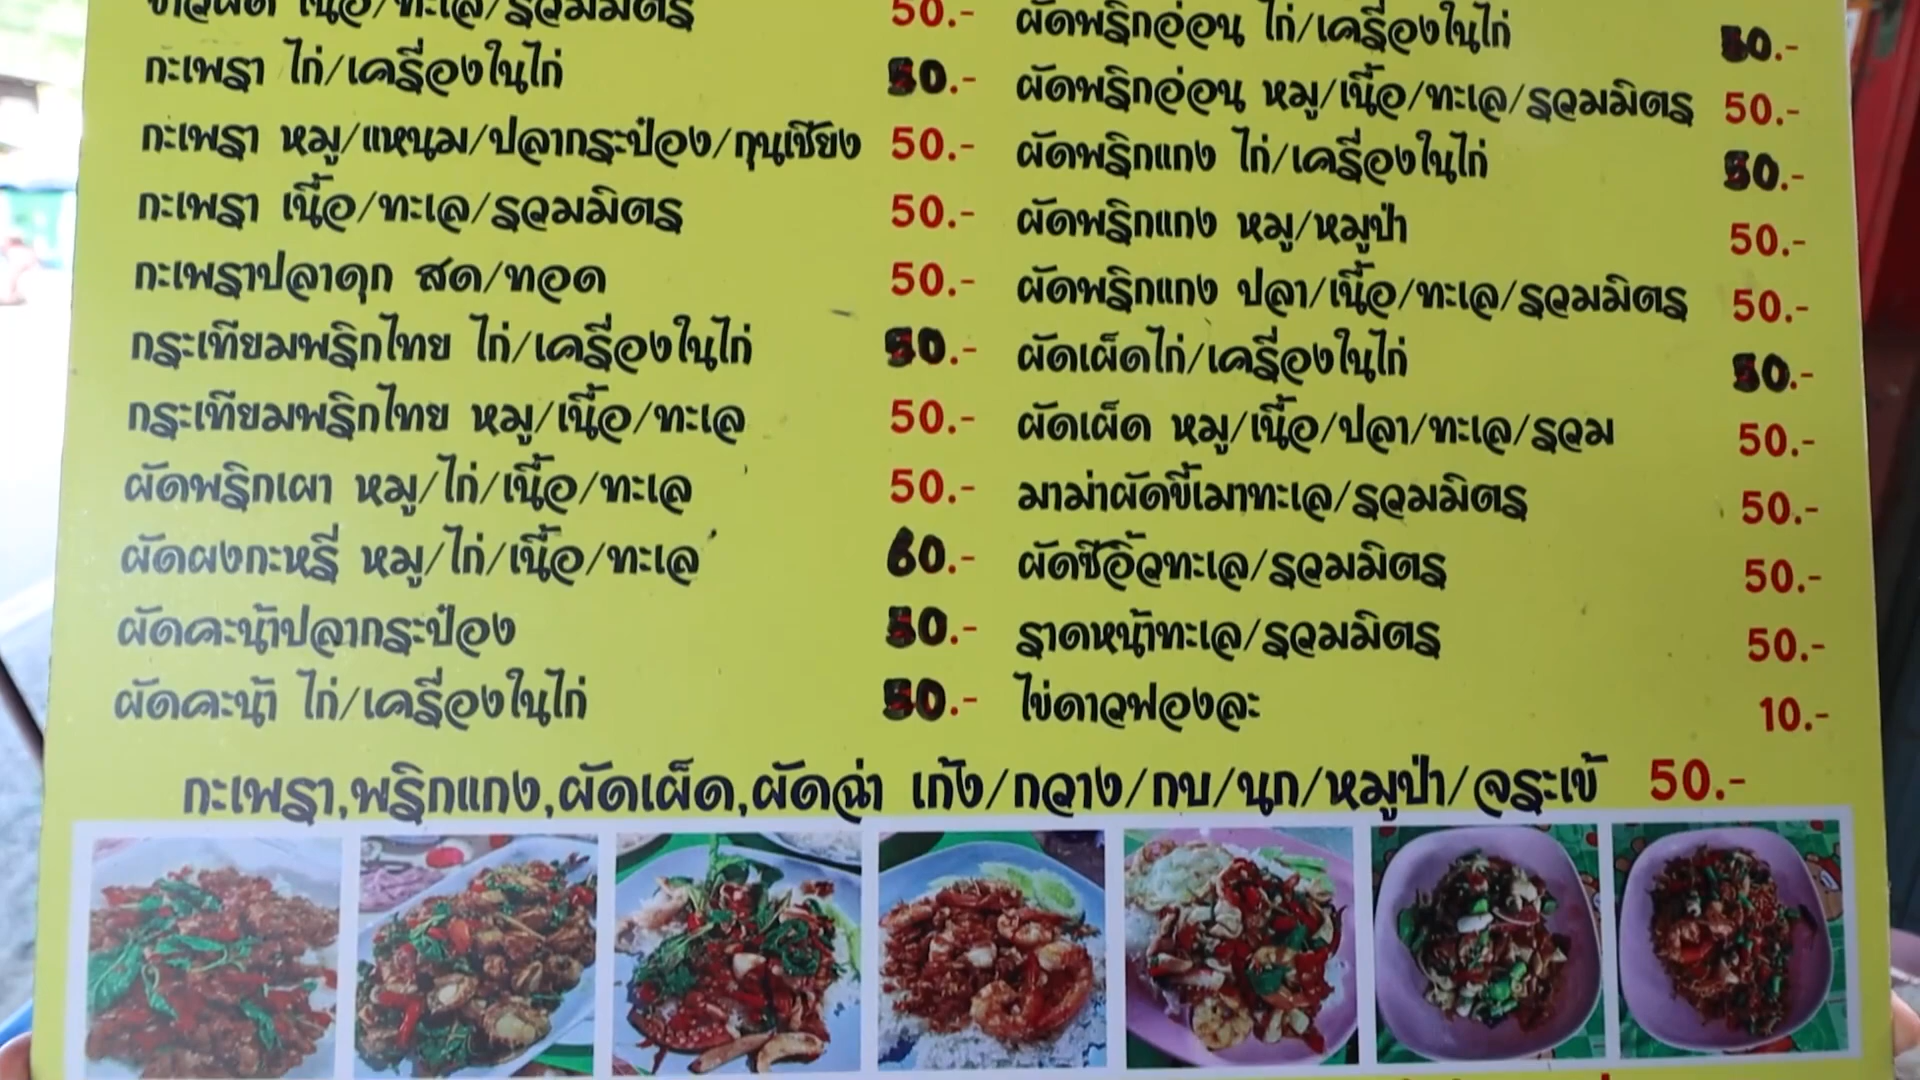 ข้าวผัด เนื้อ/ทะเล/รวมมิตร 50.-
กะเพรา ไก่/เครื่องในไก่ 50.-
กะเพรา หมู/แหนม/ปลากระป๋อง/กุนเชียง 50.-
กะเพรา เนื้อ/ทะเล/รวมมิตร 50.-
กะเพราปลาดุก สด/ทอด 50.-
กระเทียมพริกไทย ไก่/เครื่องในไก่ 50.-
กระเทียมพริกไทย หมู/เนื้อ/ทะเล 50.-
ผัดพริกเผา หมู/ไก่/เนื้อ/ทะเล 50.-
ผัดผงกะหรี่ หมู/ไก่/เนื้อ/ทะเล 60.-
ผัดคะน้าปลากระป๋อง 50.-
ผัดคะน้า ไก่/เครื่องในไก่ 50.-
ผัดพริกอ่อน ไก่/เครื่องในไก่ 50.-
ผัดพริกอ่อน หมู/เนื้อ/ทะเล/รวมมิตร 50.-
ผัดพริกแกง ไก่/เครื่องในไก่ 50.-
ผัดพริกแกง หมู/หมูป่า 50.-
ผัดพริกแกง ปลา/เนื้อ/ทะเล/รวมมิตร 50.-
ผัดเผ็ดไก่/เครื่องในไก่ 50.-
ผัดเผ็ด หมู/เนื้อ/ปลา/ทะเล/รวม 50.-
มาม่าผัดขี้เมาทะเล/รวมมิตร 50.-
ผัดซีอิ้วทะเล/รวมมิตร 50.-
ราดหน้าทะเล/รวมมิตร 50.-
ไข่ดาวฟองละ 10.-
กะเพรา,พริกแกง,ผัดเผ็ด,ผัดฉ่า เก้ง/กวาง/กบ/นก/หมูป่า/จระเข้ 50.-